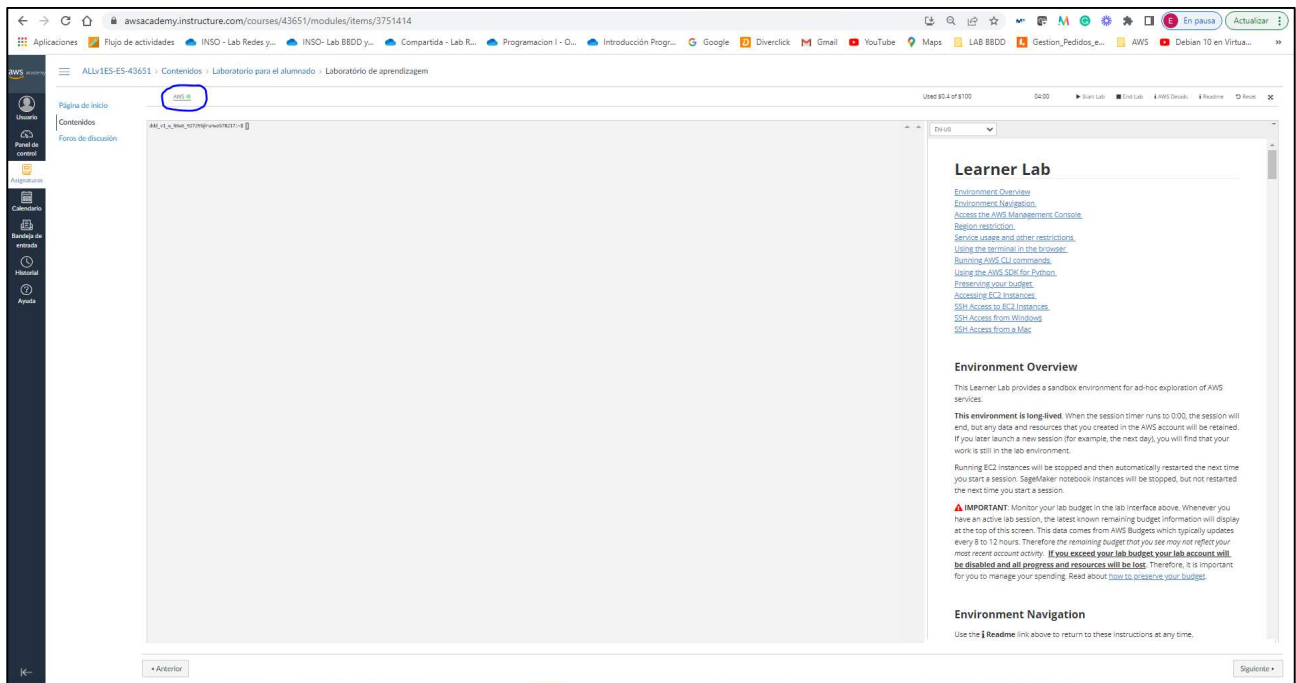 awsacademy.instructure.com/courses/43651/modules/items/3751414
En pausa
Actualizar
Aplicaciones
Flujo de actividades
INSO - Lab Redes y...
INSO- Lab BBDD y...
Compartida - Lab R...
Programacion I - O...
Introducción Progr...
Google
Diverclick
Gmail
YouTube
Maps
LAB BBDD
Gestion_Pedidos_e...
AWS
Debian 10 en Virtua...
»
aws academy
ALLv1ES-ES-43651 > Contenidos > Laboratorio para el alumnado > Laboratório de aprendizagem
Usuario
Panel de
control
Asignaturas
Calendario
Bandeja de
entrada
Historial
Ayuda
Página de inicio
Contenidos
Foros de discusión
AWS
Used $0.4 of $100
04:00
Start Lab
End Lab
AWS Details
Readme
Reset
EN-US
Learner Lab
Environment Overview
Environment Navigation
Access the AWS Management Console
Region restriction
Service usage and other restrictions
Using the terminal in the browser
Running AWS CLI commands
Using the AWS SDK for Python
Preserving your budget
Accessing EC2 Instances
SSH Access to EC2 Instances
SSH Access from Windows
SSH Access from a Mac
Environment Overview
This Learner Lab provides a sandbox environment for ad-hoc exploration of AWS
services.
This environment is long-lived. When the session timer runs to 0:00, the session will
end, but any data and resources that you created in the AWS account will be retained.
If you later launch a new session (for example, the next day), you will find that your
work is still in the lab environment.
Running EC2 instances will be stopped and then automatically restarted the next time
you start a session. SageMaker notebook instances will be stopped, but not restarted
the next time you start a session.
IMPORTANT: Monitor your lab budget in the lab interface above. Whenever you
have an active lab session, the latest known remaining budget information will display
at the top of this screen. This data comes from AWS Budgets which typically updates
every 8 to 12 hours. Therefore the remaining budget that you see may not reflect your
most recent account activity. If you exceed your lab budget your lab account will
be disabled and all progress and resources will be lost. Therefore, it is important
for you to manage your spending. Read about how to preserve your budget.
Environment Navigation
Use the i Readme link above to return to these instructions at any time.
◂ Anterior
Siguiente ▸